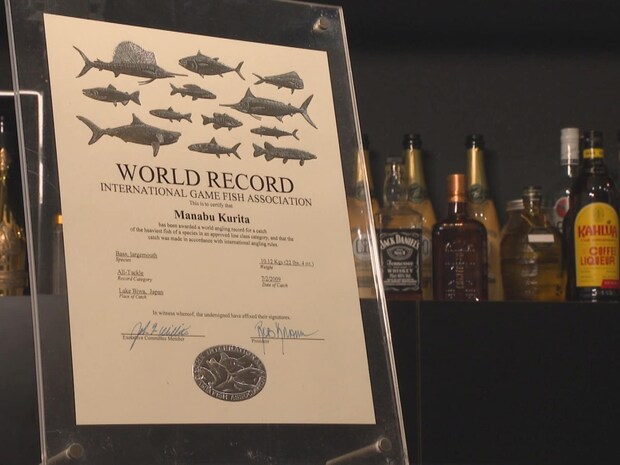 WORLD RECORD
INTERNATIONAL GAME FISH ASSOCIATION
This is to certify that
Manabu Kurita
has been awarded a world angling record for a catch
of the heaviest fish of a species in an approved line class category, and that the
catch was made in accordance with international angling rules.
Bass, largemouth
Species
10.12 Kgs (22 lbs. 4 oz.)
Weight
All-Tackle
Record Category
7/2/2009
Date of Catch
Lake Biwa, Japan
Place of Catch
In witness whereof, the undersigned have affixed their signatures
Committee Member
President
INTERNATIONAL
FISH ASSOCIATION
JACK DANIEL'S
WHISKEY
COINTREAU
KAHLÚA
COFFEE
LIQUEUR